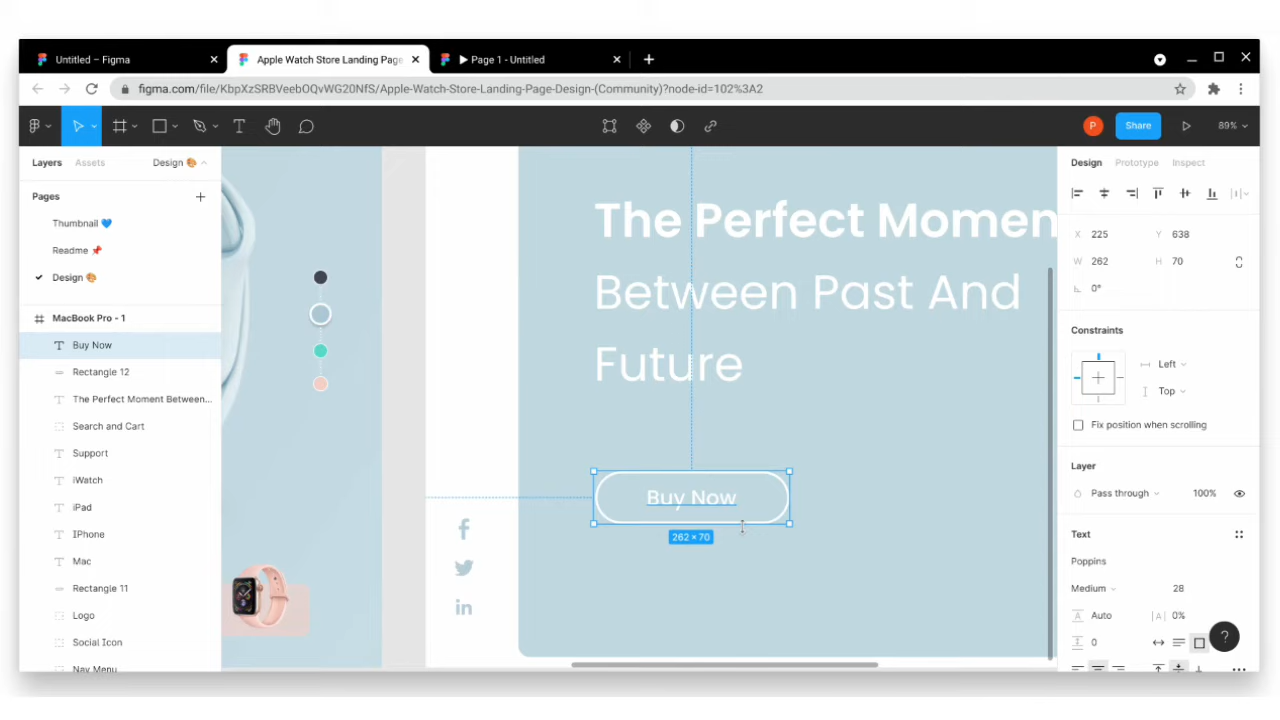 Untitled – Figma
Apple Watch Store Landing Page
Page 1 - Untitled
figma.com/file/KbpXzSRBVeebOQvWG20NfS/Apple-Watch-Store-Landing-Page-Design-(Community)?node-id=102%3A2
P
Share
89%
Layers
Assets
Design 🎨
Pages
Thumbnail 💙
Readme 📌
Design 🎨
MacBook Pro - 1
Buy Now
Rectangle 12
The Perfect Moment Between...
Search and Cart
Support
iWatch
iPad
IPhone
Mac
Rectangle 11
Logo
Social Icon
Nav Menu
The Perfect Momen
Between Past And
Future
Buy Now
262 × 70
Design
Prototype
Inspect
X 225
Y 638
W 262
H 70
0°
Constraints
Left
Top
Fix position when scrolling
Layer
Pass through
100%
Text
Poppins
Medium
28
Auto
0%
0
?